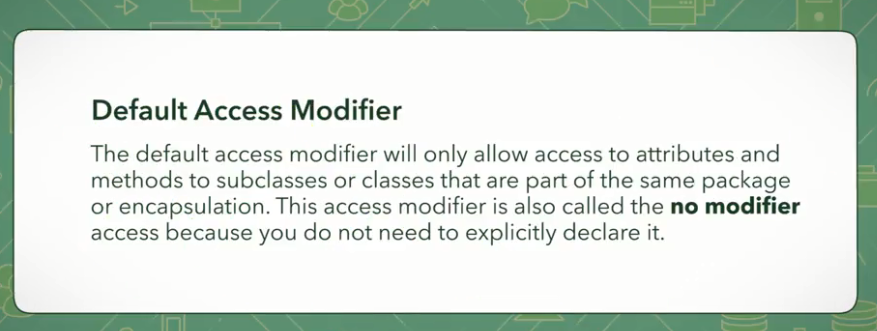 Default Access Modifier
The default access modifier will only allow access to attributes and
methods to subclasses or classes that are part of the same package
or encapsulation. This access modifier is also called the no modifier
access because you do not need to explicitly declare it.